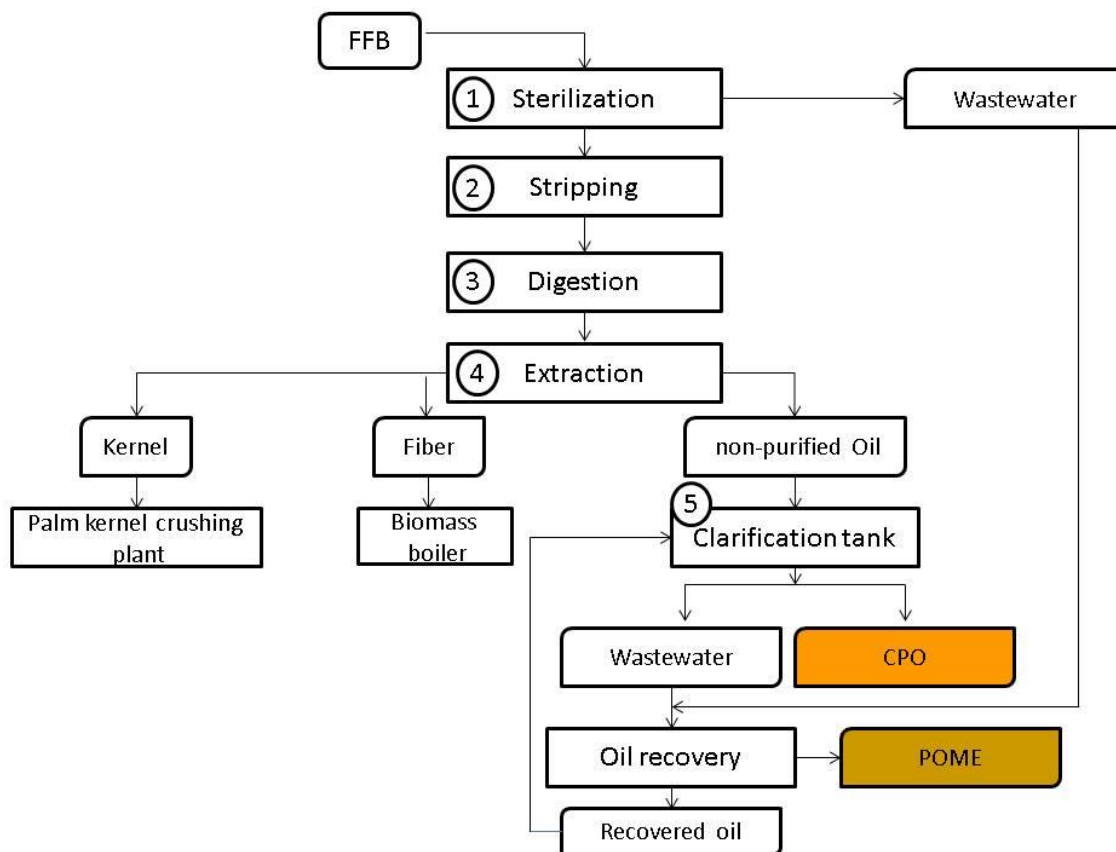 FFB
1 Sterilization
Wastewater
2 Stripping
3 Digestion
4 Extraction
Kernel
Fiber
non-purified Oil
5
Palm kernel crushing
plant
Biomass
boiler
Clarification tank
Wastewater
CPO
Oil recovery
POME
Recovered oil